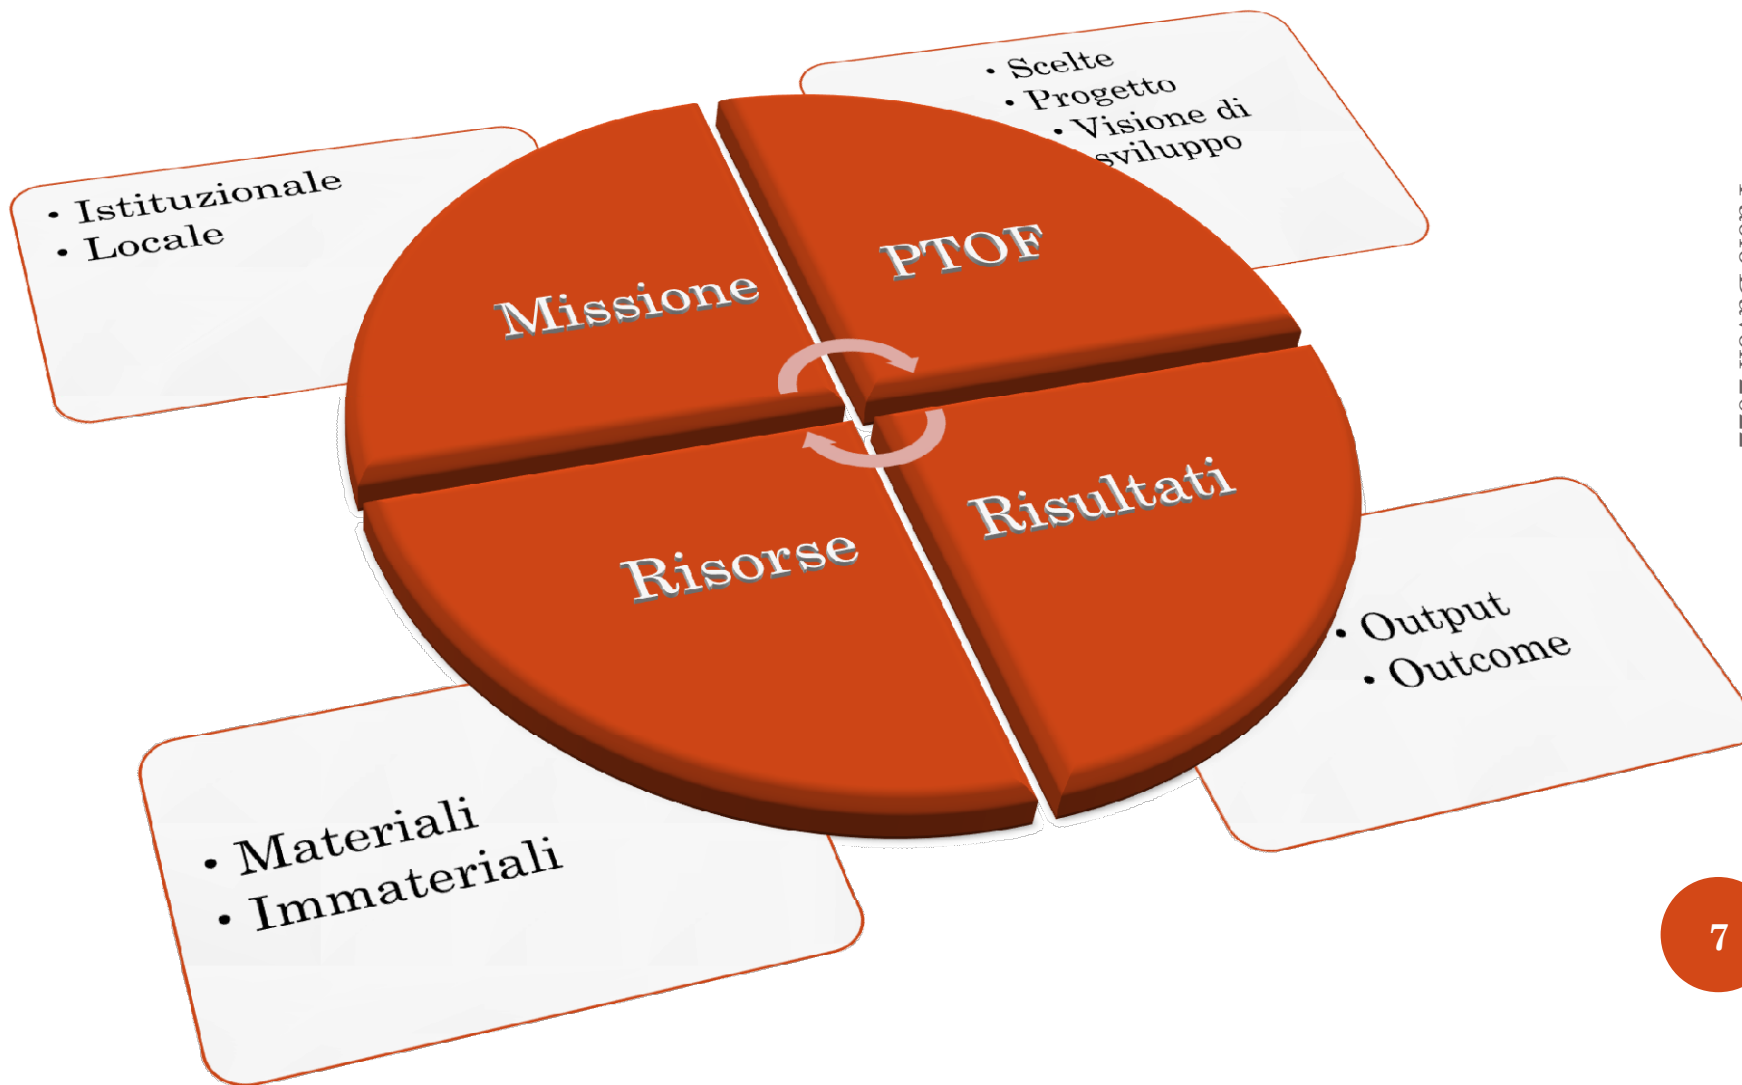 • Istituzionale
• Locale
Missione
• Scelte
• Progetto
• Visione di
sviluppo
PTOF
Risorse
• Materiali
• Immateriali
Risultati
• Output
• Outcome
7